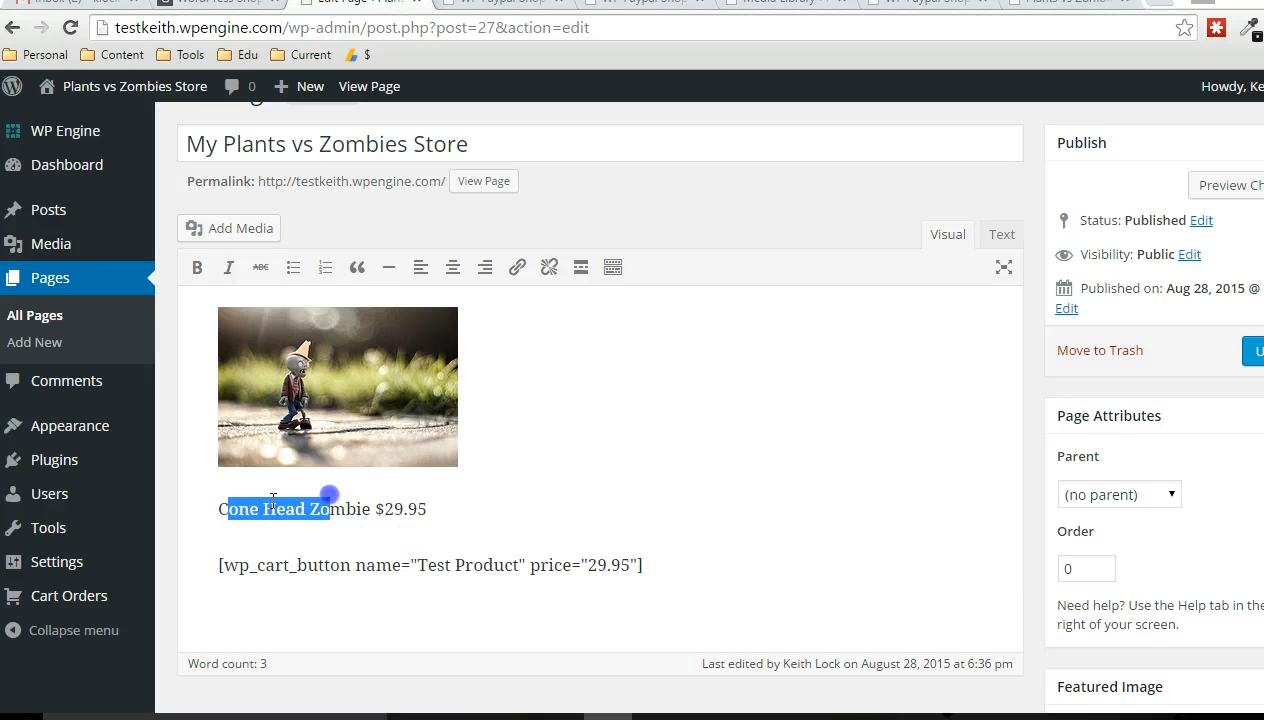 testkeith.wpengine.com/wp-admin/post.php?post=27&action=edit
Personal Content Tools Edu Current $
Plants vs Zombies Store 0 New View Page Howdy, Ke
WP Engine
Dashboard
Posts
Media
Pages
All Pages
Add New
Comments
Appearance
Plugins
Users
Tools
Settings
Cart Orders
Collapse menu
My Plants vs Zombies Store
Permalink: http://testkeith.wpengine.com/ View Page
Add Media
Visual Text
B I ABC
Cone Head Zombie $29.95
[wp_cart_button name="Test Product" price="29.95"]
Word count: 3
Last edited by Keith Lock on August 28, 2015 at 6:36 pm
Publish
Preview Ch
Status: Published Edit
Visibility: Public Edit
Published on: Aug 28, 2015 @
Edit
Move to Trash
U
Page Attributes
Parent
(no parent)
Order
0
Need help? Use the Help tab in the
right of your screen.
Featured Image